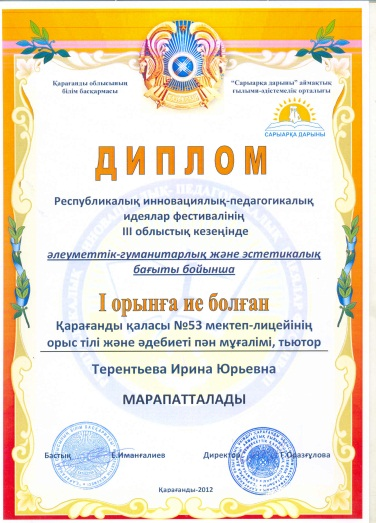 Қарағанды облысының
білім басқармасы
"Сарыарқа дарыны" аймақтық
ғылыми-әдістемелік орталығы
САРЫАРҚА ДАРЫНЫ
ДИПЛОМ
Республикалық инновациялық-педагогикалық
идеялар фестивалінің
III облыстық кезеңінде
әлеуметтік-гуманитарлық және эстетикалық
бағыты бойынша
I орынға ие болған
Қарағанды қаласы №53 мектеп-лицейінің
орыс тілі және әдебиеті пән мұғалімі, тьютор
Терентьева Ирина Юрьевна
МАРАПАТТАЛАДЫ
Бастық Е.Иманғалиев
Директор Г.Оразғұлова
Қарағанды-2012